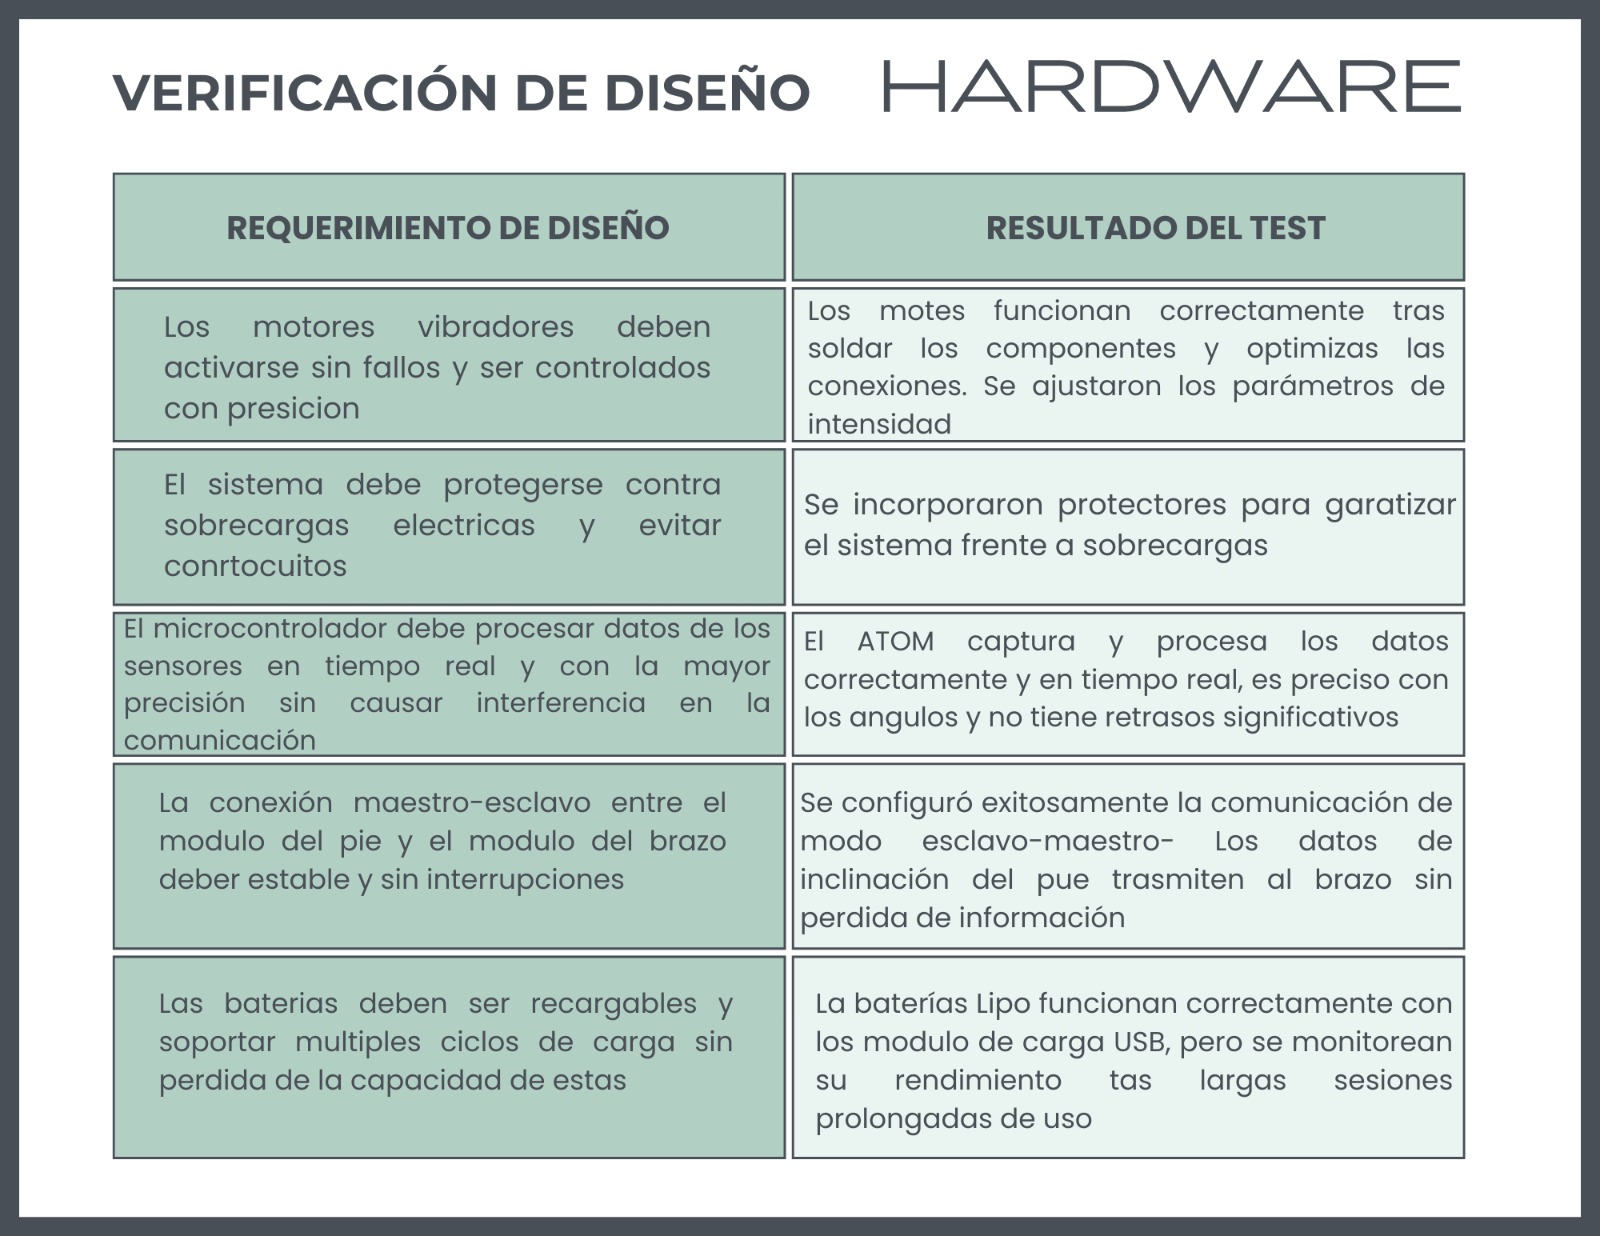 VERIFICACIÓN DE DISEÑO HARDWARE
REQUERIMIENTO DE DISEÑO
RESULTADO DEL TEST
Los motores vibradores deben
activarse sin fallos y ser controlados
con presicion
Los motes funcionan correctamente tras
soldar los componentes y optimizas las
conexiones. Se ajustaron los parámetros de
intensidad
El sistema debe protegerse contra
sobrecargas electricas y evitar
conrtocuitos
Se incorporaron protectores para garatizar
el sistema frente a sobrecargas
El microcontrolador debe procesar datos de los
sensores en tiempo real y con la mayor
precisión sin causar interferencia en la
comunicación
El ATOM captura y procesa los datos
correctamente y en tiempo real, es preciso con
los angulos y no tiene retrasos significativos
La conexión maestro-esclavo entre el
modulo del pie y el modulo del brazo
deber estable y sin interrupciones
Se configuró exitosamente la comunicación de
modo esclavo-maestro- Los datos de
inclinación del pue trasmiten al brazo sin
perdida de información
Las baterias deben ser recargables y
soportar multiples ciclos de carga sin
perdida de la capacidad de estas
La baterías Lipo funcionan correctamente con
los modulo de carga USB, pero se monitorean
su rendimiento tas largas sesiones
prolongadas de uso